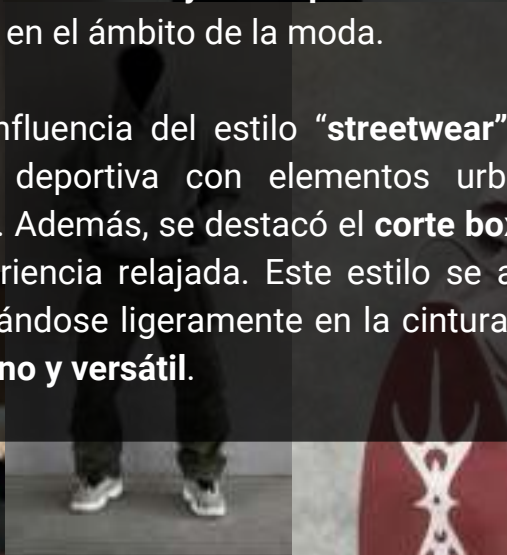 en el ámbito de la moda.
nfluencia del estilo “streetwear”
deportiva con elementos urb
. Además, se destacó el corte box
riencia relajada. Este estilo se a
ándose ligeramente en la cintura
no y versátil.